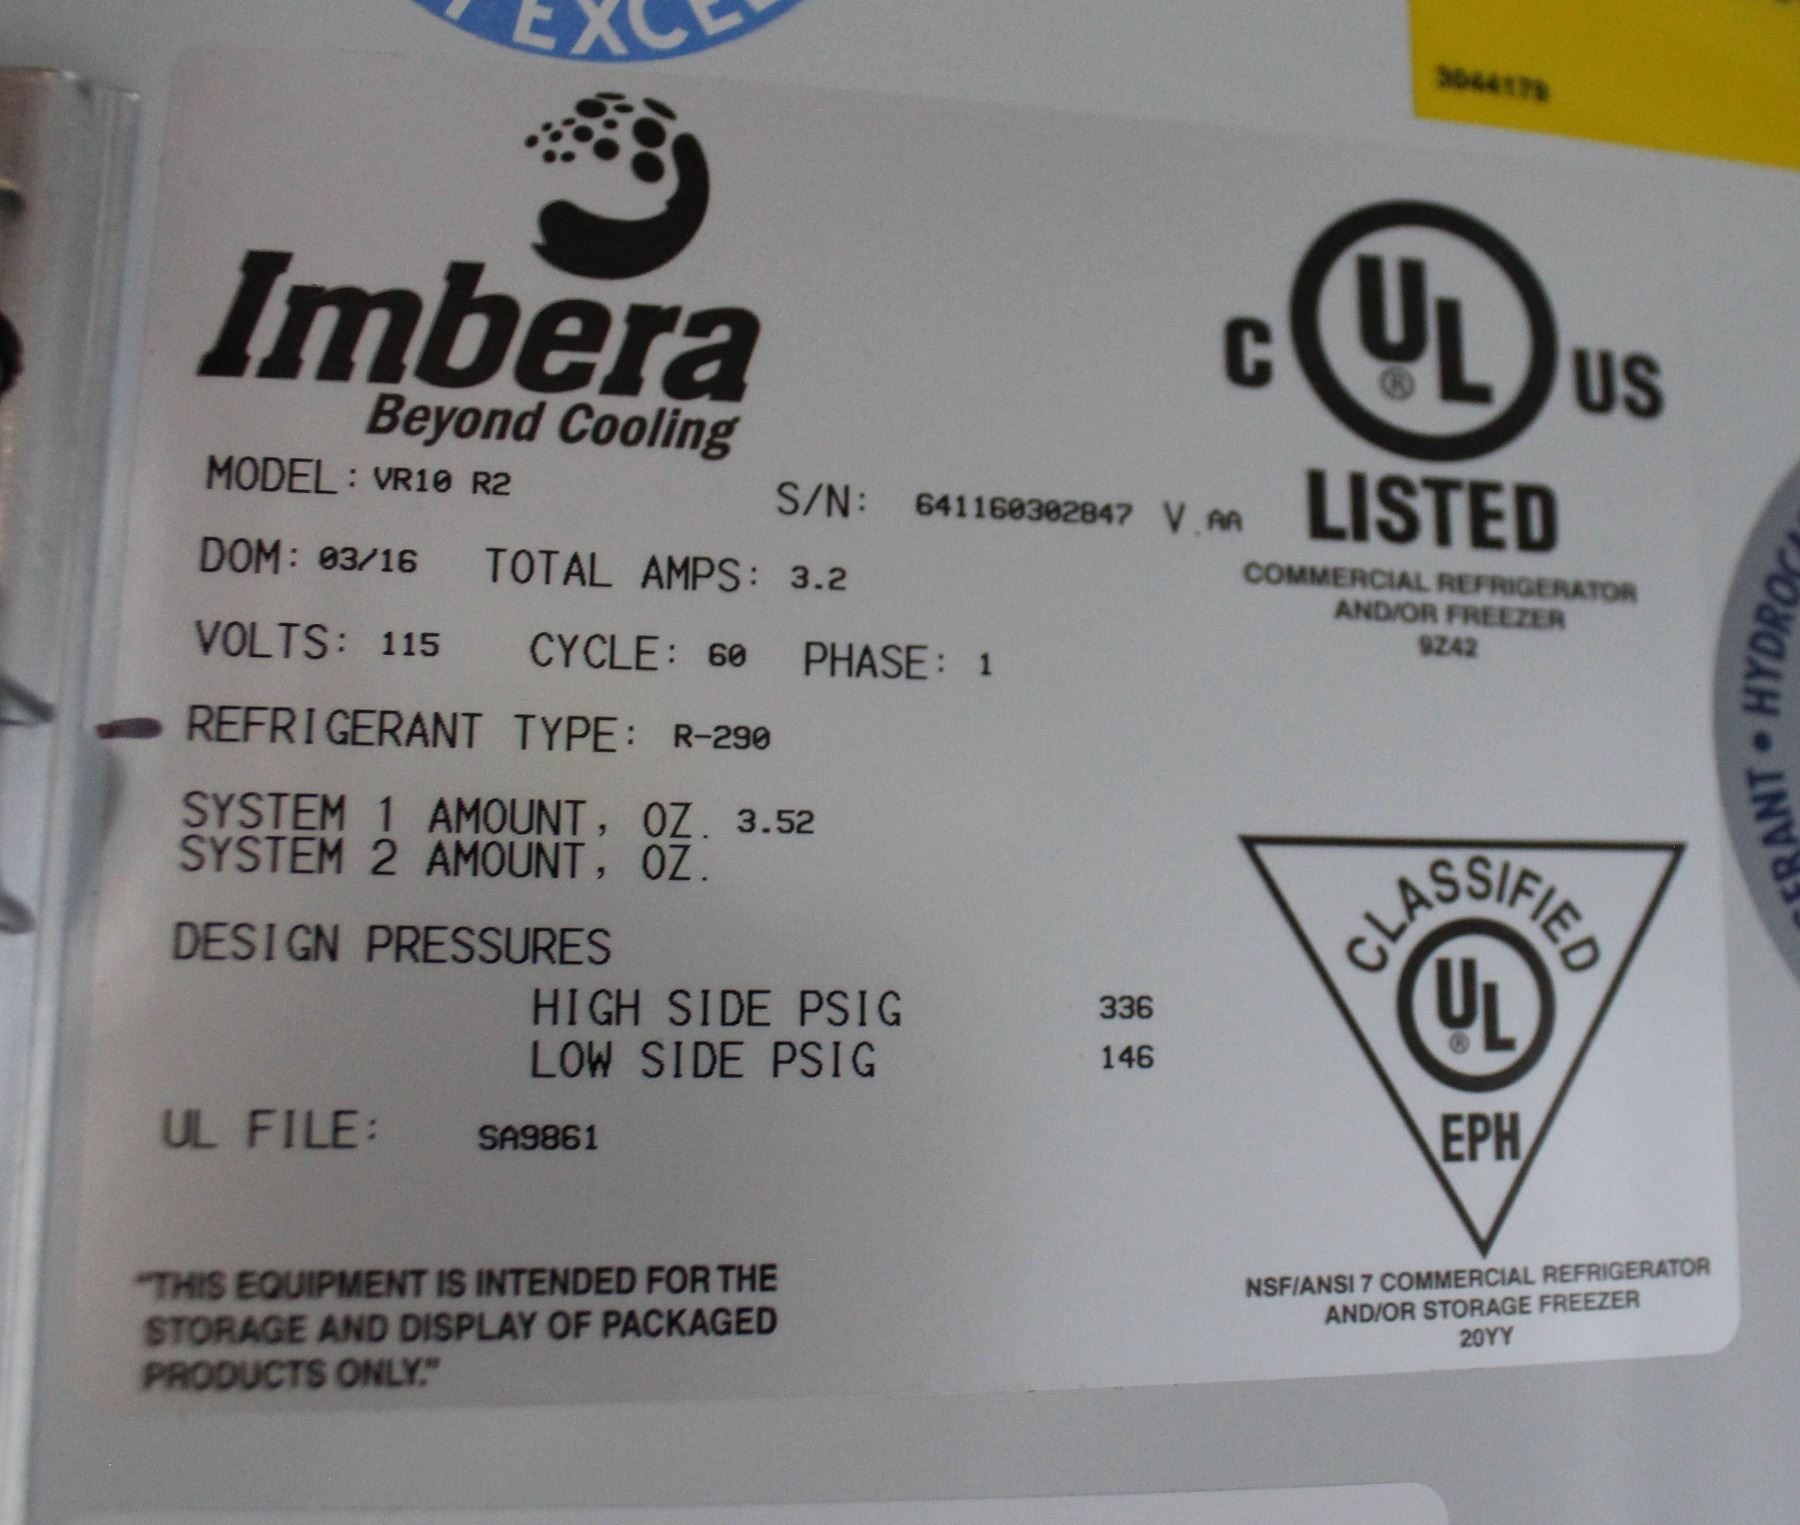 Y EXCEL
3044179
Imbera
Beyond Cooling
C UL ® US
LISTED
COMMERCIAL REFRIGERATOR
AND/OR FREEZER
9Z42
MODEL: VR10 R2 S/N: 641160302847 V.AA
DOM: 03/16 TOTAL AMPS: 3.2
VOLTS: 115 CYCLE: 60 PHASE: 1
REFRIGERANT TYPE: R-290
SYSTEM 1 AMOUNT, OZ. 3.52
SYSTEM 2 AMOUNT, OZ.
DESIGN PRESSURES
HIGH SIDE PSIG 336
LOW SIDE PSIG 146
UL FILE: SA9861
"THIS EQUIPMENT IS INTENDED FOR THE
STORAGE AND DISPLAY OF PACKAGED
PRODUCTS ONLY."
CLASSIFIED
UL ®
EPH
NSF/ANSI 7 COMMERCIAL REFRIGERATOR
AND/OR STORAGE FREEZER
20YY
ERANT • HYDROC